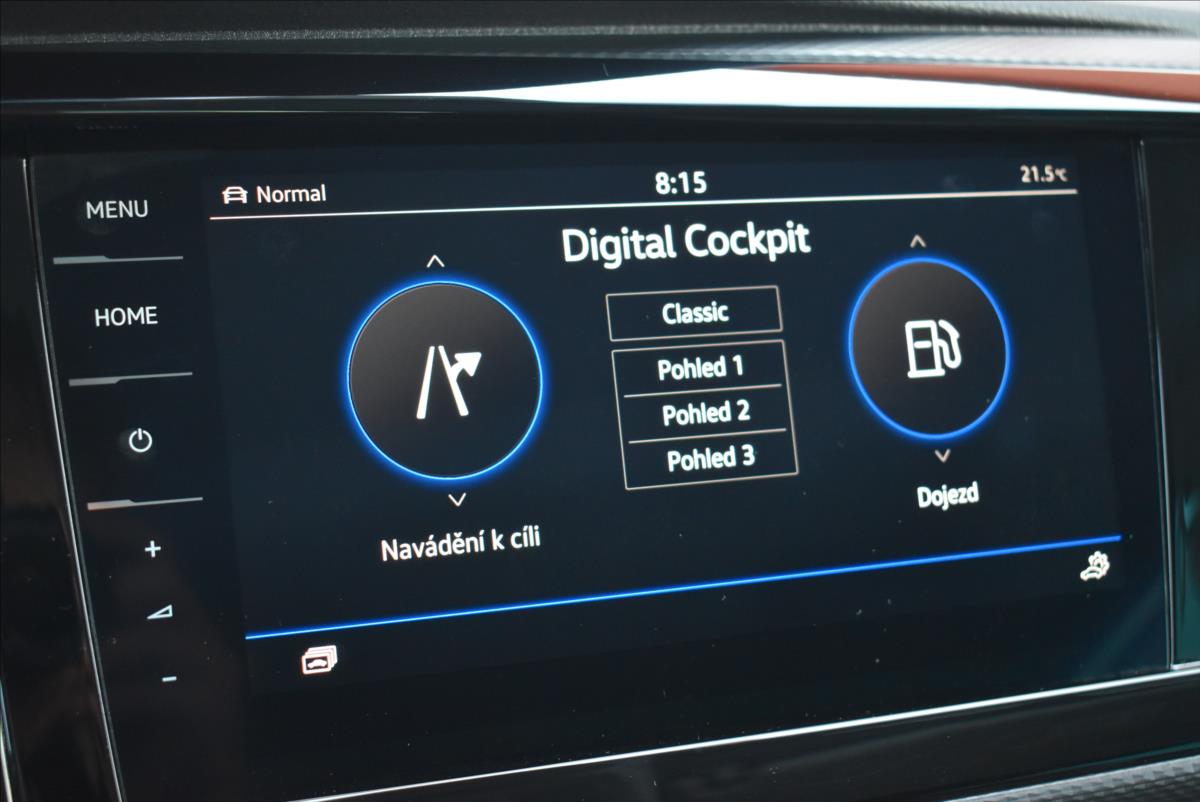 MENU
HOME
Normal
8:15
21.5°C
Digital Cockpit
Classic
Pohled 1
Pohled 2
Pohled 3
Navádění k cíli
Dojezd
+
-